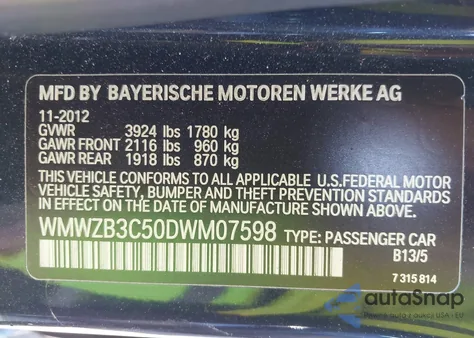 MFD BY BAYERISCHE MOTOREN WERKE AG
11-2012
GVWR 3924 lbs 1780 kg
GAWR FRONT 2116 lbs 960 kg
GAWR REAR 1918 lbs 870 kg
THIS VEHICLE CONFORMS TO ALL APPLICABLE U.S.FEDERAL MOTOR
VEHICLE SAFETY, BUMPER AND THEFT PREVENTION STANDARDS
IN EFFECT ON THE DATE OF MANUFACTURE SHOWN ABOVE.
WMWZB3C50DWM07598 TYPE: PASSENGER CAR
B13/5
7 315 814
autoSnap
USA - EU